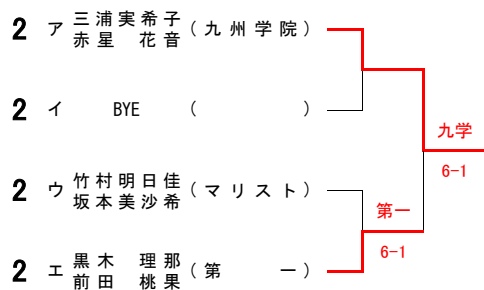 2 ア 三浦実希子 赤星 花音 (九州学院)
2 イ BYE ( )
九学
6-1
2 ウ 竹村明日佳 坂本美沙希 (マリスト)
第一
6-1
2 エ 黒木 理那 前田 桃果 (第一)